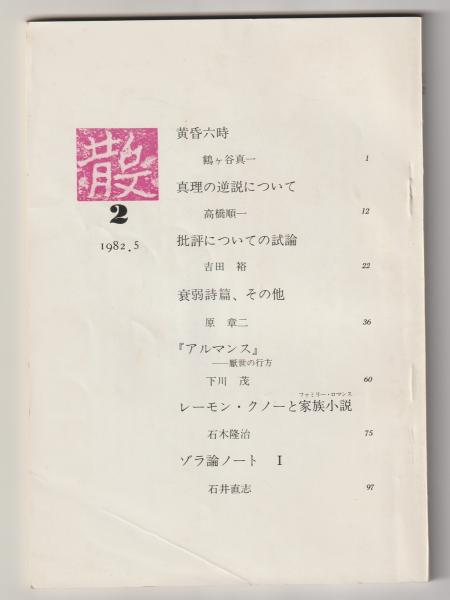 散
2
1982.5
黄昏六時
鶴ヶ谷真一 1
真理の逆説について
高橋順一 12
批評についての試論
吉田 裕 22
衰弱詩篇、その他
原 章二 36
『アルマンス』
——厭世の行方
下川 茂 60
ファミリー・ロマンス
レーモン・クノーと家族小説
石木隆治 75
ゾラ論ノート I
石井直志 97